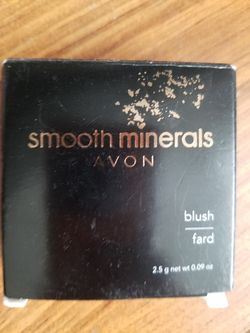 smooth minerals
AVON
blush
fard
2.5 g net wt 0.09 oz